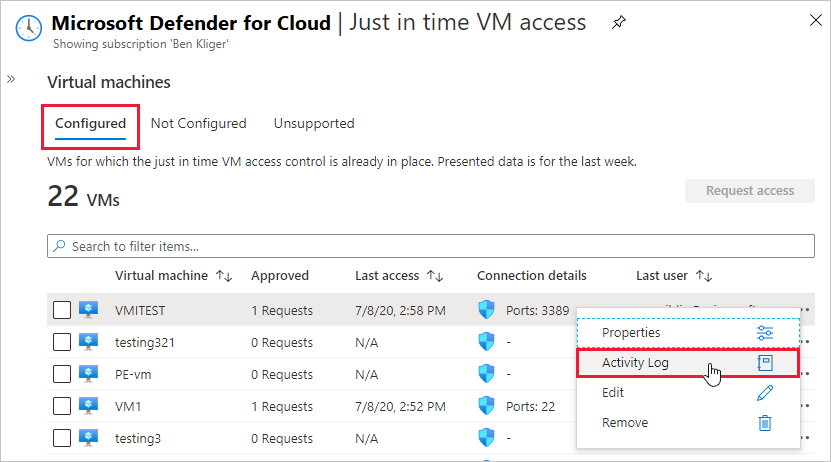 Microsoft Defender for Cloud | Just in time VM access
Showing subscription 'Ben Kliger'
Virtual machines
Configured Not Configured Unsupported
VMs for which the just in time VM access control is already in place. Presented data is for the last week.
22 VMs
Request access
Search to filter items...
Virtual machine Approved Last access Connection details Last user
VMITEST 1 Requests 7/8/20, 2:58 PM Ports: 3389
Properties
testing321 0 Requests N/A -
Activity Log
PE-vm 0 Requests N/A -
Edit
VM1 1 Requests 7/8/20, 2:52 PM Ports: 22
Remove
testing3 0 Requests N/A -